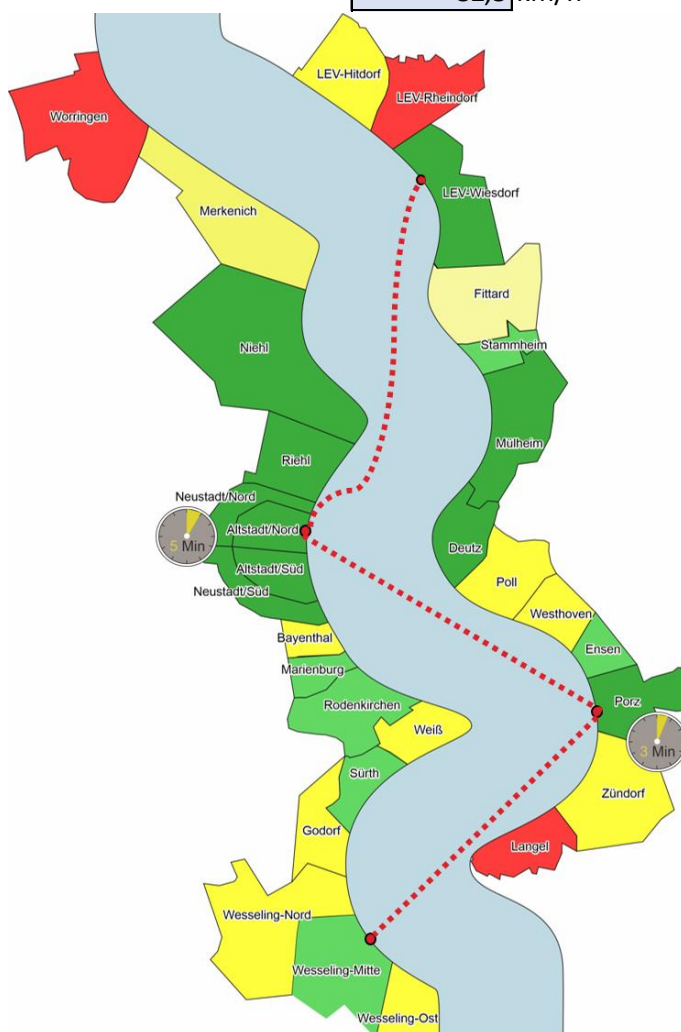 km/h
LEV-Hitdorf
LEV-Rheindorf
Worringen
LEV-Wiesdorf
Merkenich
Fittard
Stammheim
Niehl
Mülheim
Riehl
Neustadt/Nord
Altstadt/Nord
5 Min
Deutz
Altstadt/Süd
Poll
Neustadt/Süd
Westhoven
Bayenthal
Ensen
Marienburg
Porz
Rodenkirchen
Weiß
3 Min
Sürth
Zündorf
Godorf
Langel
Wesseling-Nord
Wesseling-Mitte
Wesseling-Ost